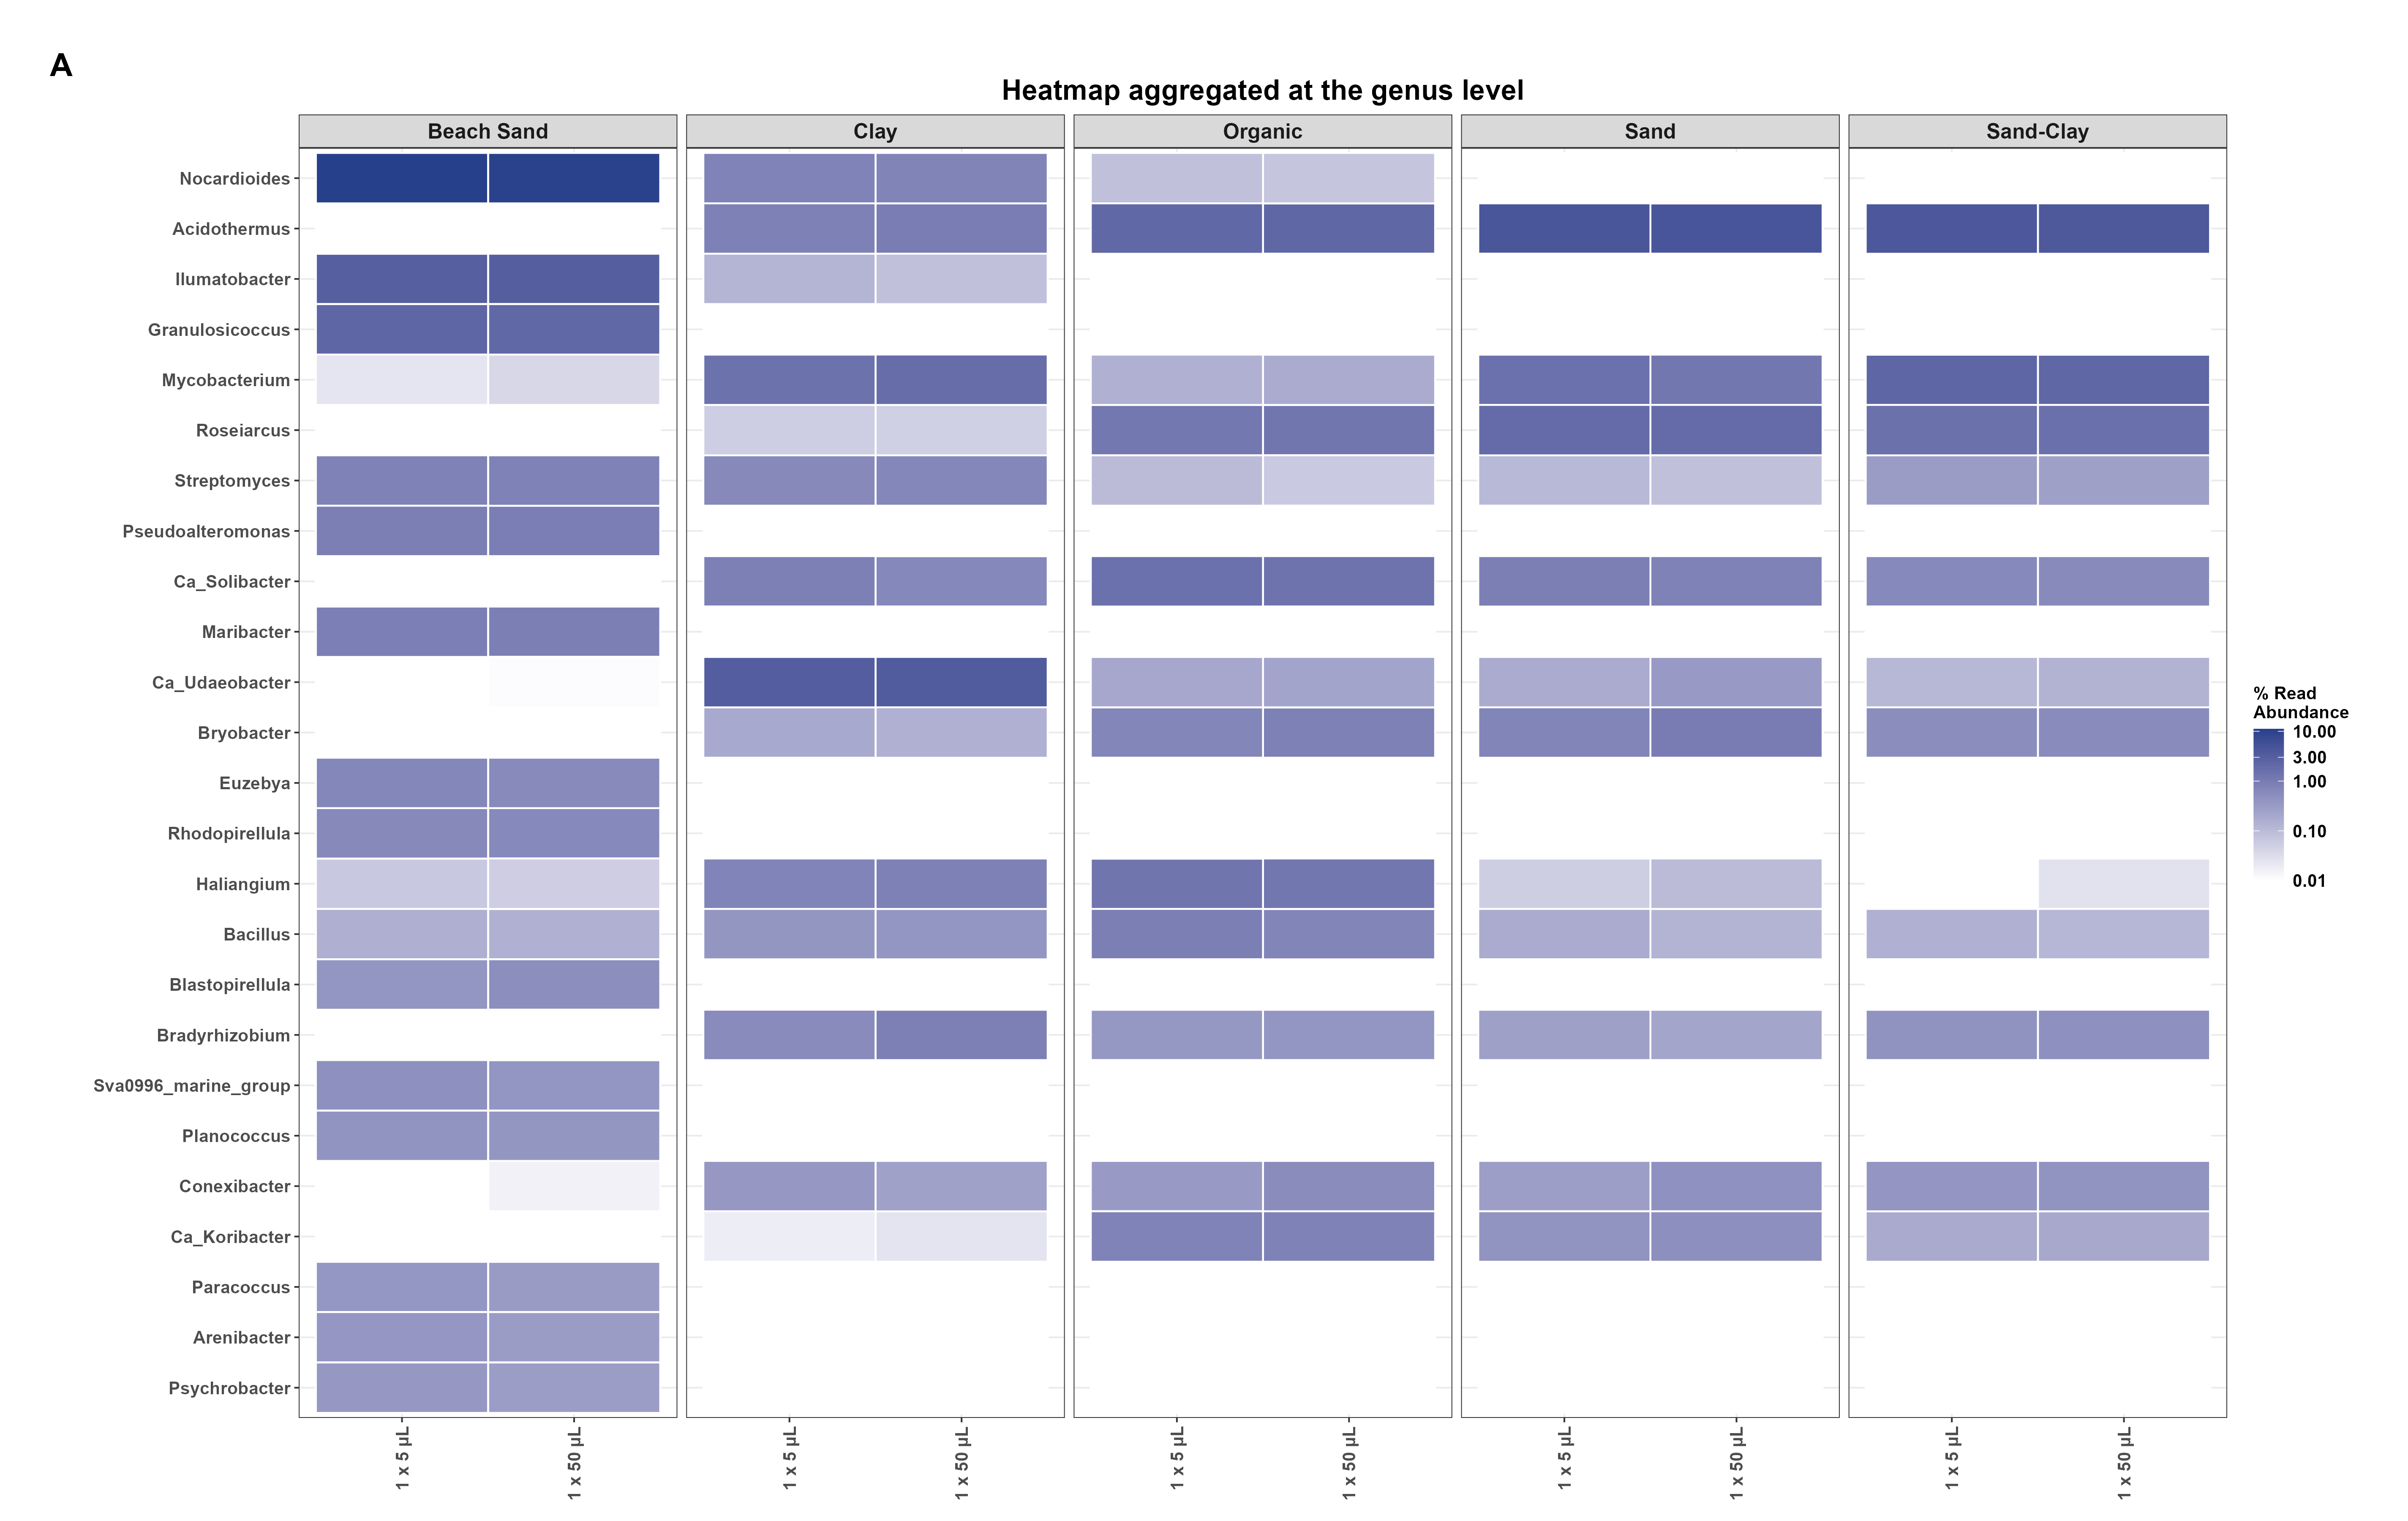 A
Heatmap aggregated at the genus level
Beach Sand Clay Organic Sand Sand-Clay
Nocardioides
Acidothermus
Ilumatobacter
Granulosicoccus
Mycobacterium
Roseiarcus
Streptomyces
Pseudoalteromonas
Ca_Solibacter
Maribacter
Ca_Udaeobacter
Bryobacter
Euzebya
Rhodopirellula
Haliangium
Bacillus
Blastopirellula
Bradyrhizobium
Sva0996_marine_group
Planococcus
Conexibacter
Ca_Koribacter
Paracoccus
Arenibacter
Psychrobacter
1 x 5 µL
1 x 50 µL
1 x 5 µL
1 x 50 µL
1 x 5 µL
1 x 50 µL
1 x 5 µL
1 x 50 µL
1 x 5 µL
1 x 50 µL
% Read
Abundance
10.00
3.00
1.00
0.10
0.01